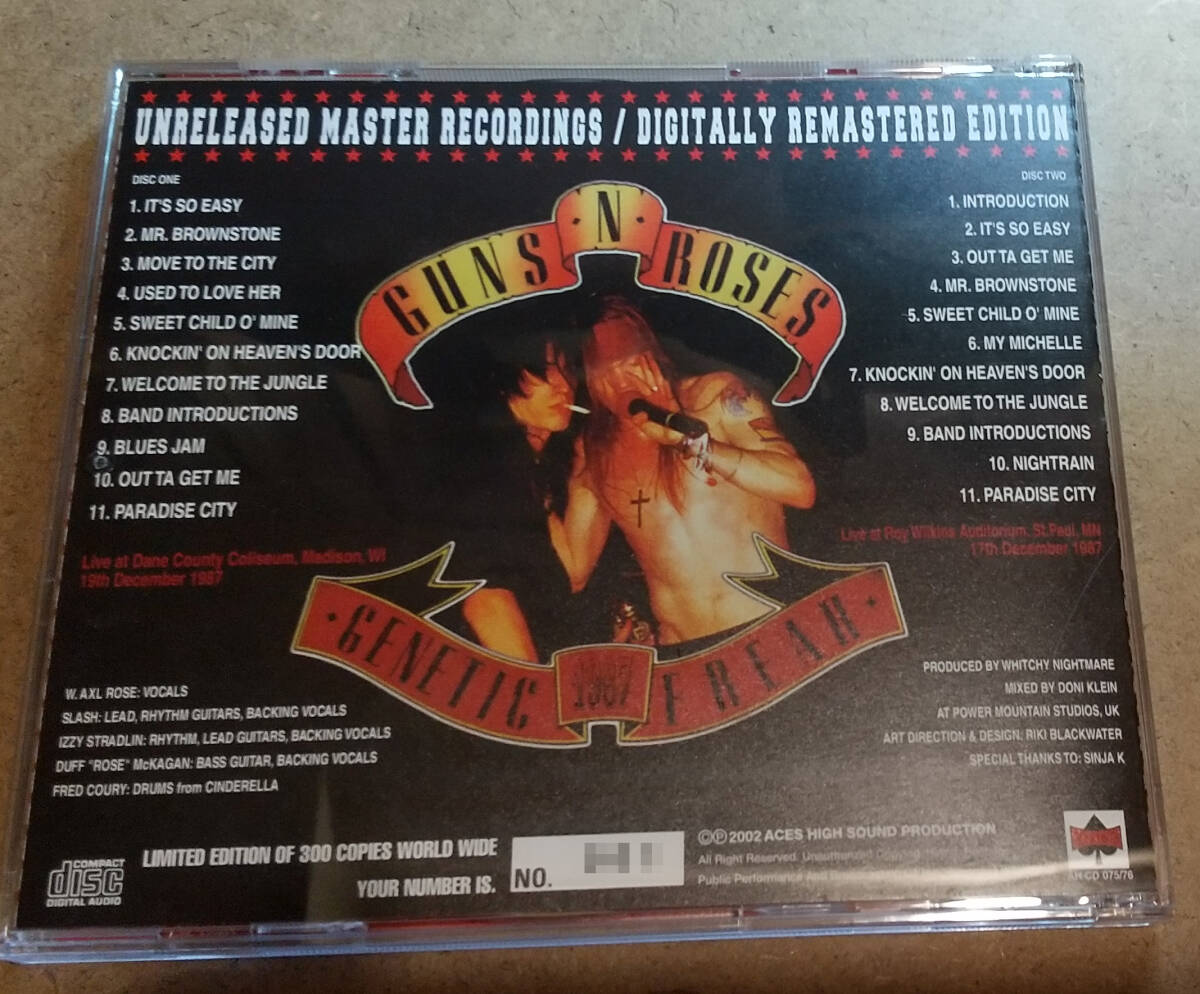 UNRELEASED MASTER RECORDINGS / DIGITALLY REMASTERED EDITION
DISC ONE
1. IT'S SO EASY
2. MR. BROWNSTONE
3. MOVE TO THE CITY
4. USED TO LOVE HER
5. SWEET CHILD O' MINE
6. KNOCKIN' ON HEAVEN'S DOOR
7. WELCOME TO THE JUNGLE
8. BAND INTRODUCTIONS
9. BLUES JAM
10. OUT TA GET ME
11. PARADISE CITY
Live at Dane County Coliseum, Madison, WI
19th December 1987
GUNS N ROSES
DISC TWO
1. INTRODUCTION
2. IT'S SO EASY
3. OUT TA GET ME
4. MR. BROWNSTONE
5. SWEET CHILD O' MINE
6. MY MICHELLE
7. KNOCKIN' ON HEAVEN'S DOOR
8. WELCOME TO THE JUNGLE
9. BAND INTRODUCTIONS
10. NIGHTRAIN
11. PARADISE CITY
Live at Roy Wilkins Auditorium, St.Paul, MN
17th December 1987
GENETIC 1987 FREAK
W. AXL ROSE: VOCALS
SLASH: LEAD, RHYTHM GUITARS, BACKING VOCALS
IZZY STRADLIN: RHYTHM, LEAD GUITARS, BACKING VOCALS
DUFF "ROSE" McKAGAN: BASS GUITAR, BACKING VOCALS
FRED COURY: DRUMS from CINDERELLA
PRODUCED BY WHITCHY NIGHTMARE
MIXED BY DONI KLEIN
AT POWER MOUNTAIN STUDIOS, UK
ART DIRECTION & DESIGN: RIKI BLACKWATER
SPECIAL THANKS TO: SINJA K
COMPACT
disc
DIGITAL AUDIO
LIMITED EDITION OF 300 COPIES WORLD WIDE
YOUR NUMBER IS.
NO.
©℗ 2002 ACES HIGH SOUND PRODUCTION
All Right Reserved. Unauthorized
Public Performance And
AH-CD 075/76